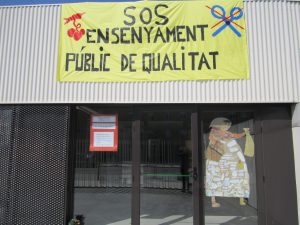 SOS
ENSENYAMENT
PÚBLIC DE QUALITAT